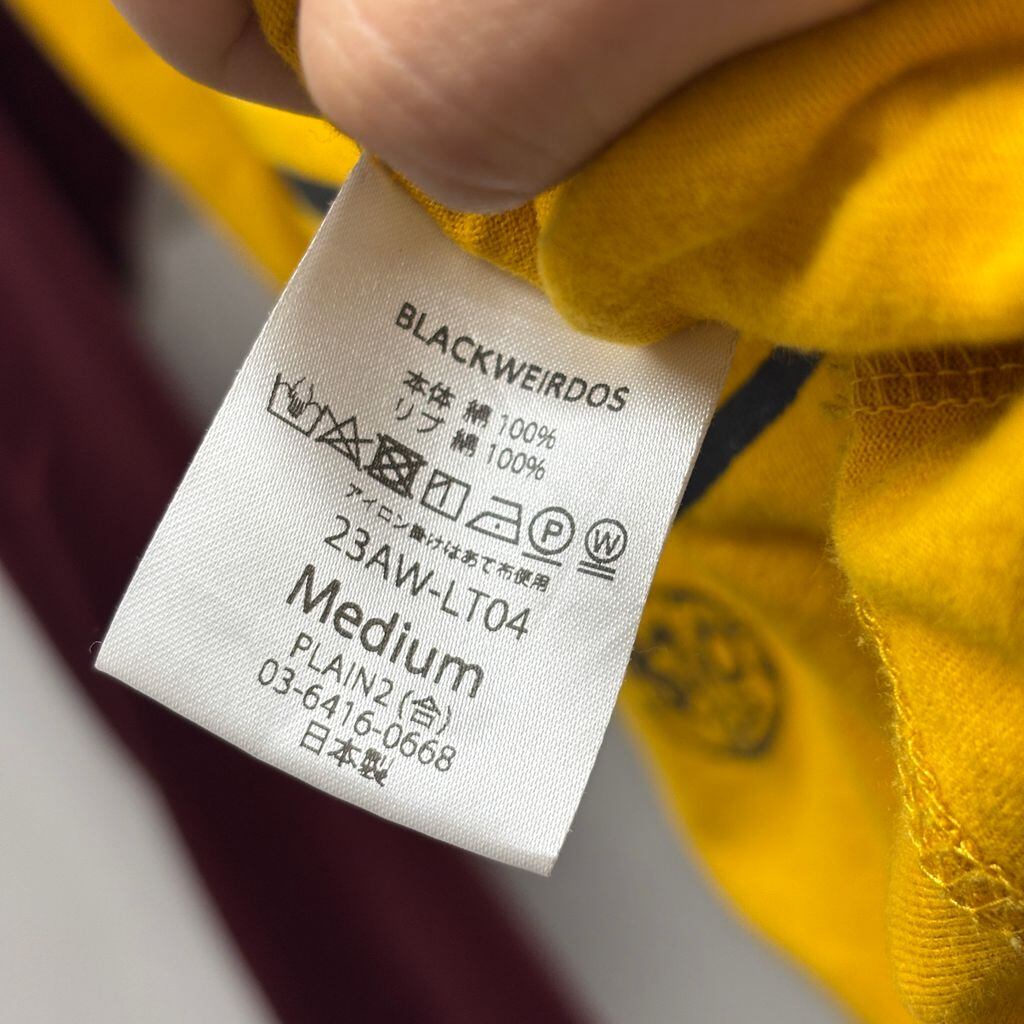 BLACKWEIRDOS
本体 綿 100%
リブ 綿 100%
P W
アイロン掛けはあて布使用
23AW-LT04
Medium
PLAIN2 (合)
03-6416-0668
日本製